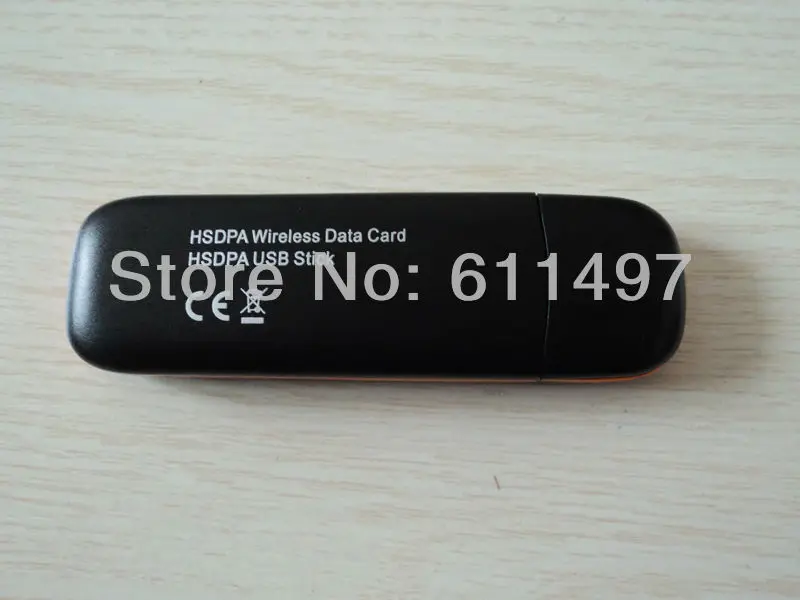 HSDPA Wireless Data Card
HSDPA USB Stick
Store No: 611497
CE